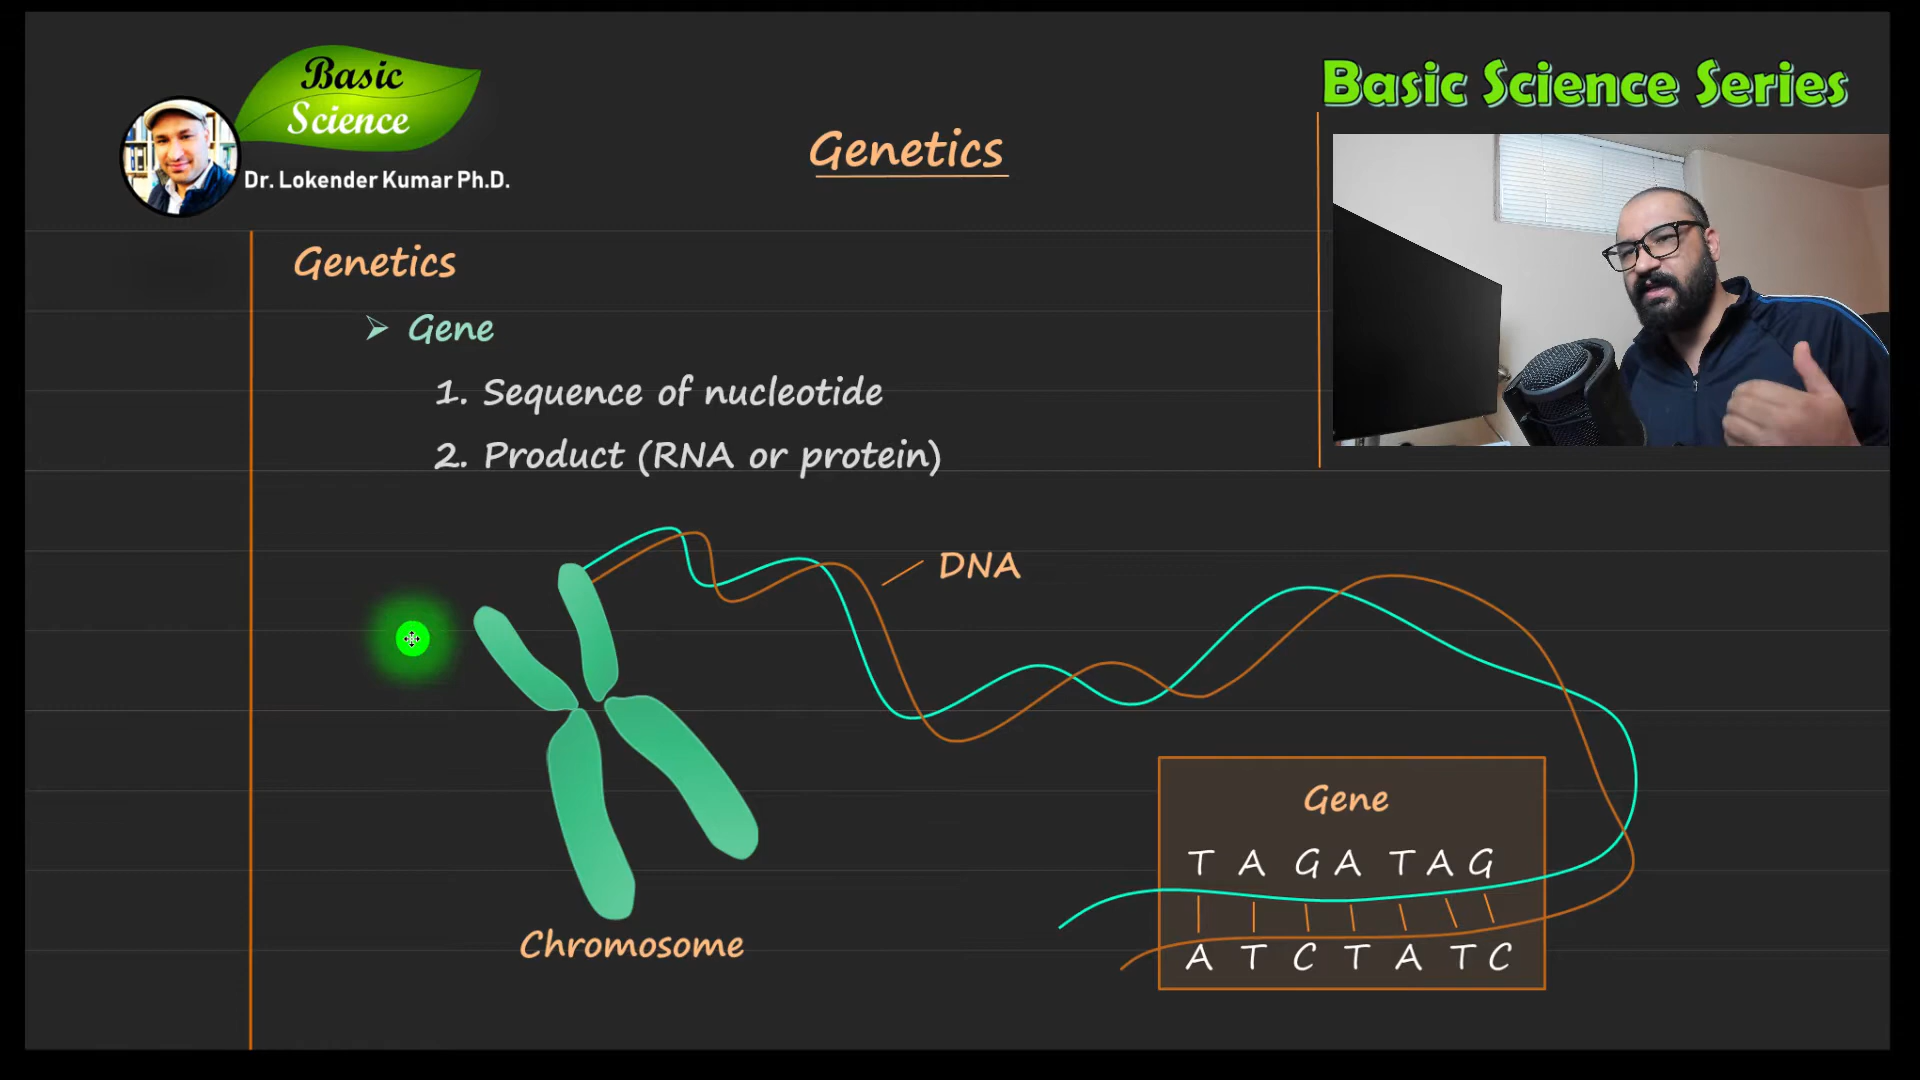 Basic
Science
Dr. Lokender Kumar Ph.D.
Basic Science Series
Genetics
Genetics
➢ Gene
1. Sequence of nucleotide
2. Product (RNA or protein)
DNA
Gene
T A G A T A G
A T C T A T C
Chromosome